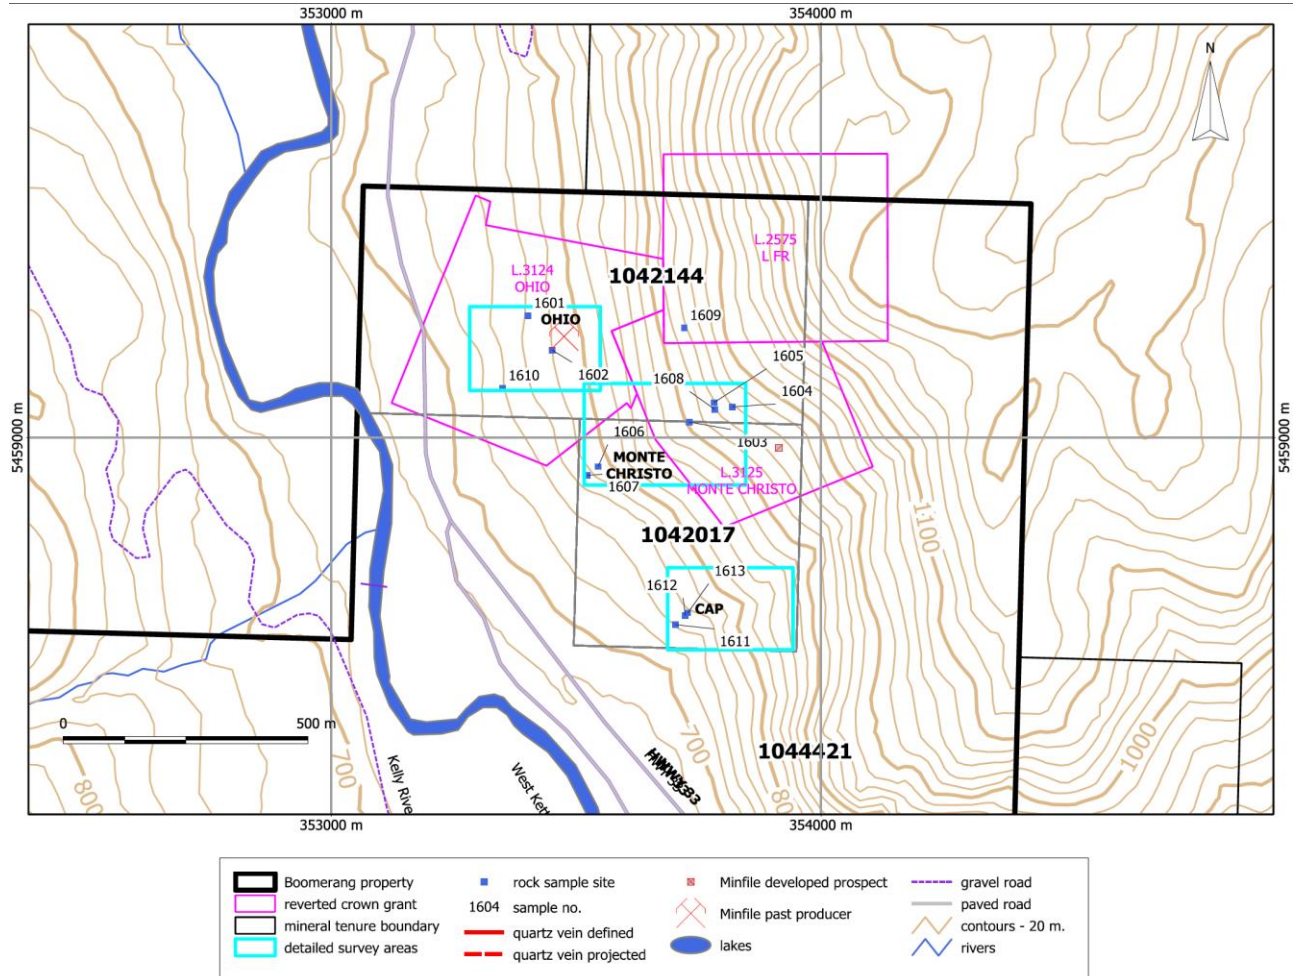 353000 m
354000 m
N
L.2575
L FR
L.3124
OHIO
1042144
1601
OHIO
1609
1605
1610
1602
1608
1604
5459000 m
5459000 m
1606
1603
MONTE
CHRISTO
1607
L.3125
MONTE CHRISTO
1100
1042017
1612
1613
CAP
1611
0
500 m
700
700
1044421
1000
800
80
Kelly River
West Kett
HWY 33
353000 m
354000 m
Boomerang property
reverted crown grant
mineral tenure boundary
detailed survey areas
rock sample site
1604
sample no.
quartz vein defined
quartz vein projected
Minfile developed prospect
Minfile past producer
lakes
gravel road
paved road
contours - 20 m.
rivers